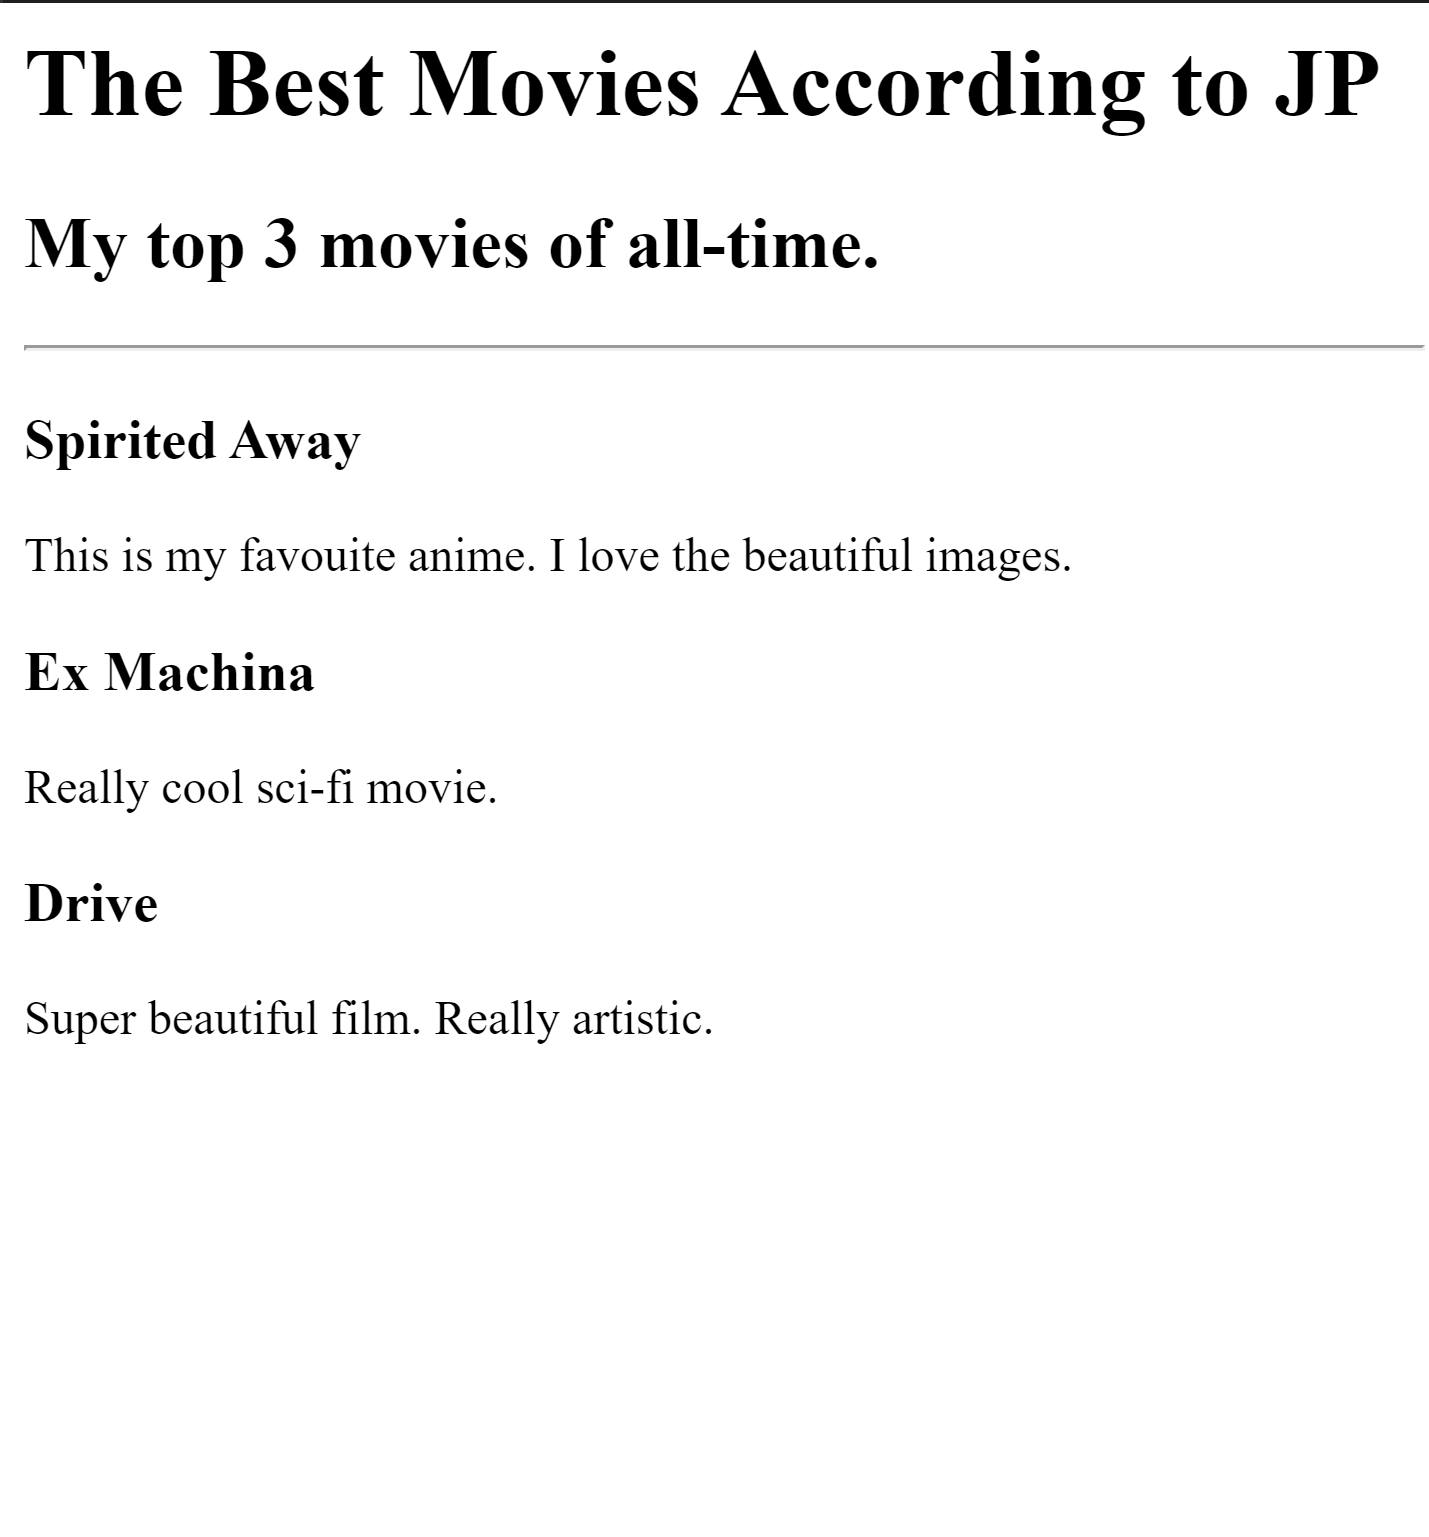 The Best Movies According to JP
My top 3 movies of all-time.
Spirited Away
This is my favouite anime. I love the beautiful images.
Ex Machina
Really cool sci-fi movie.
Drive
Super beautiful film. Really artistic.